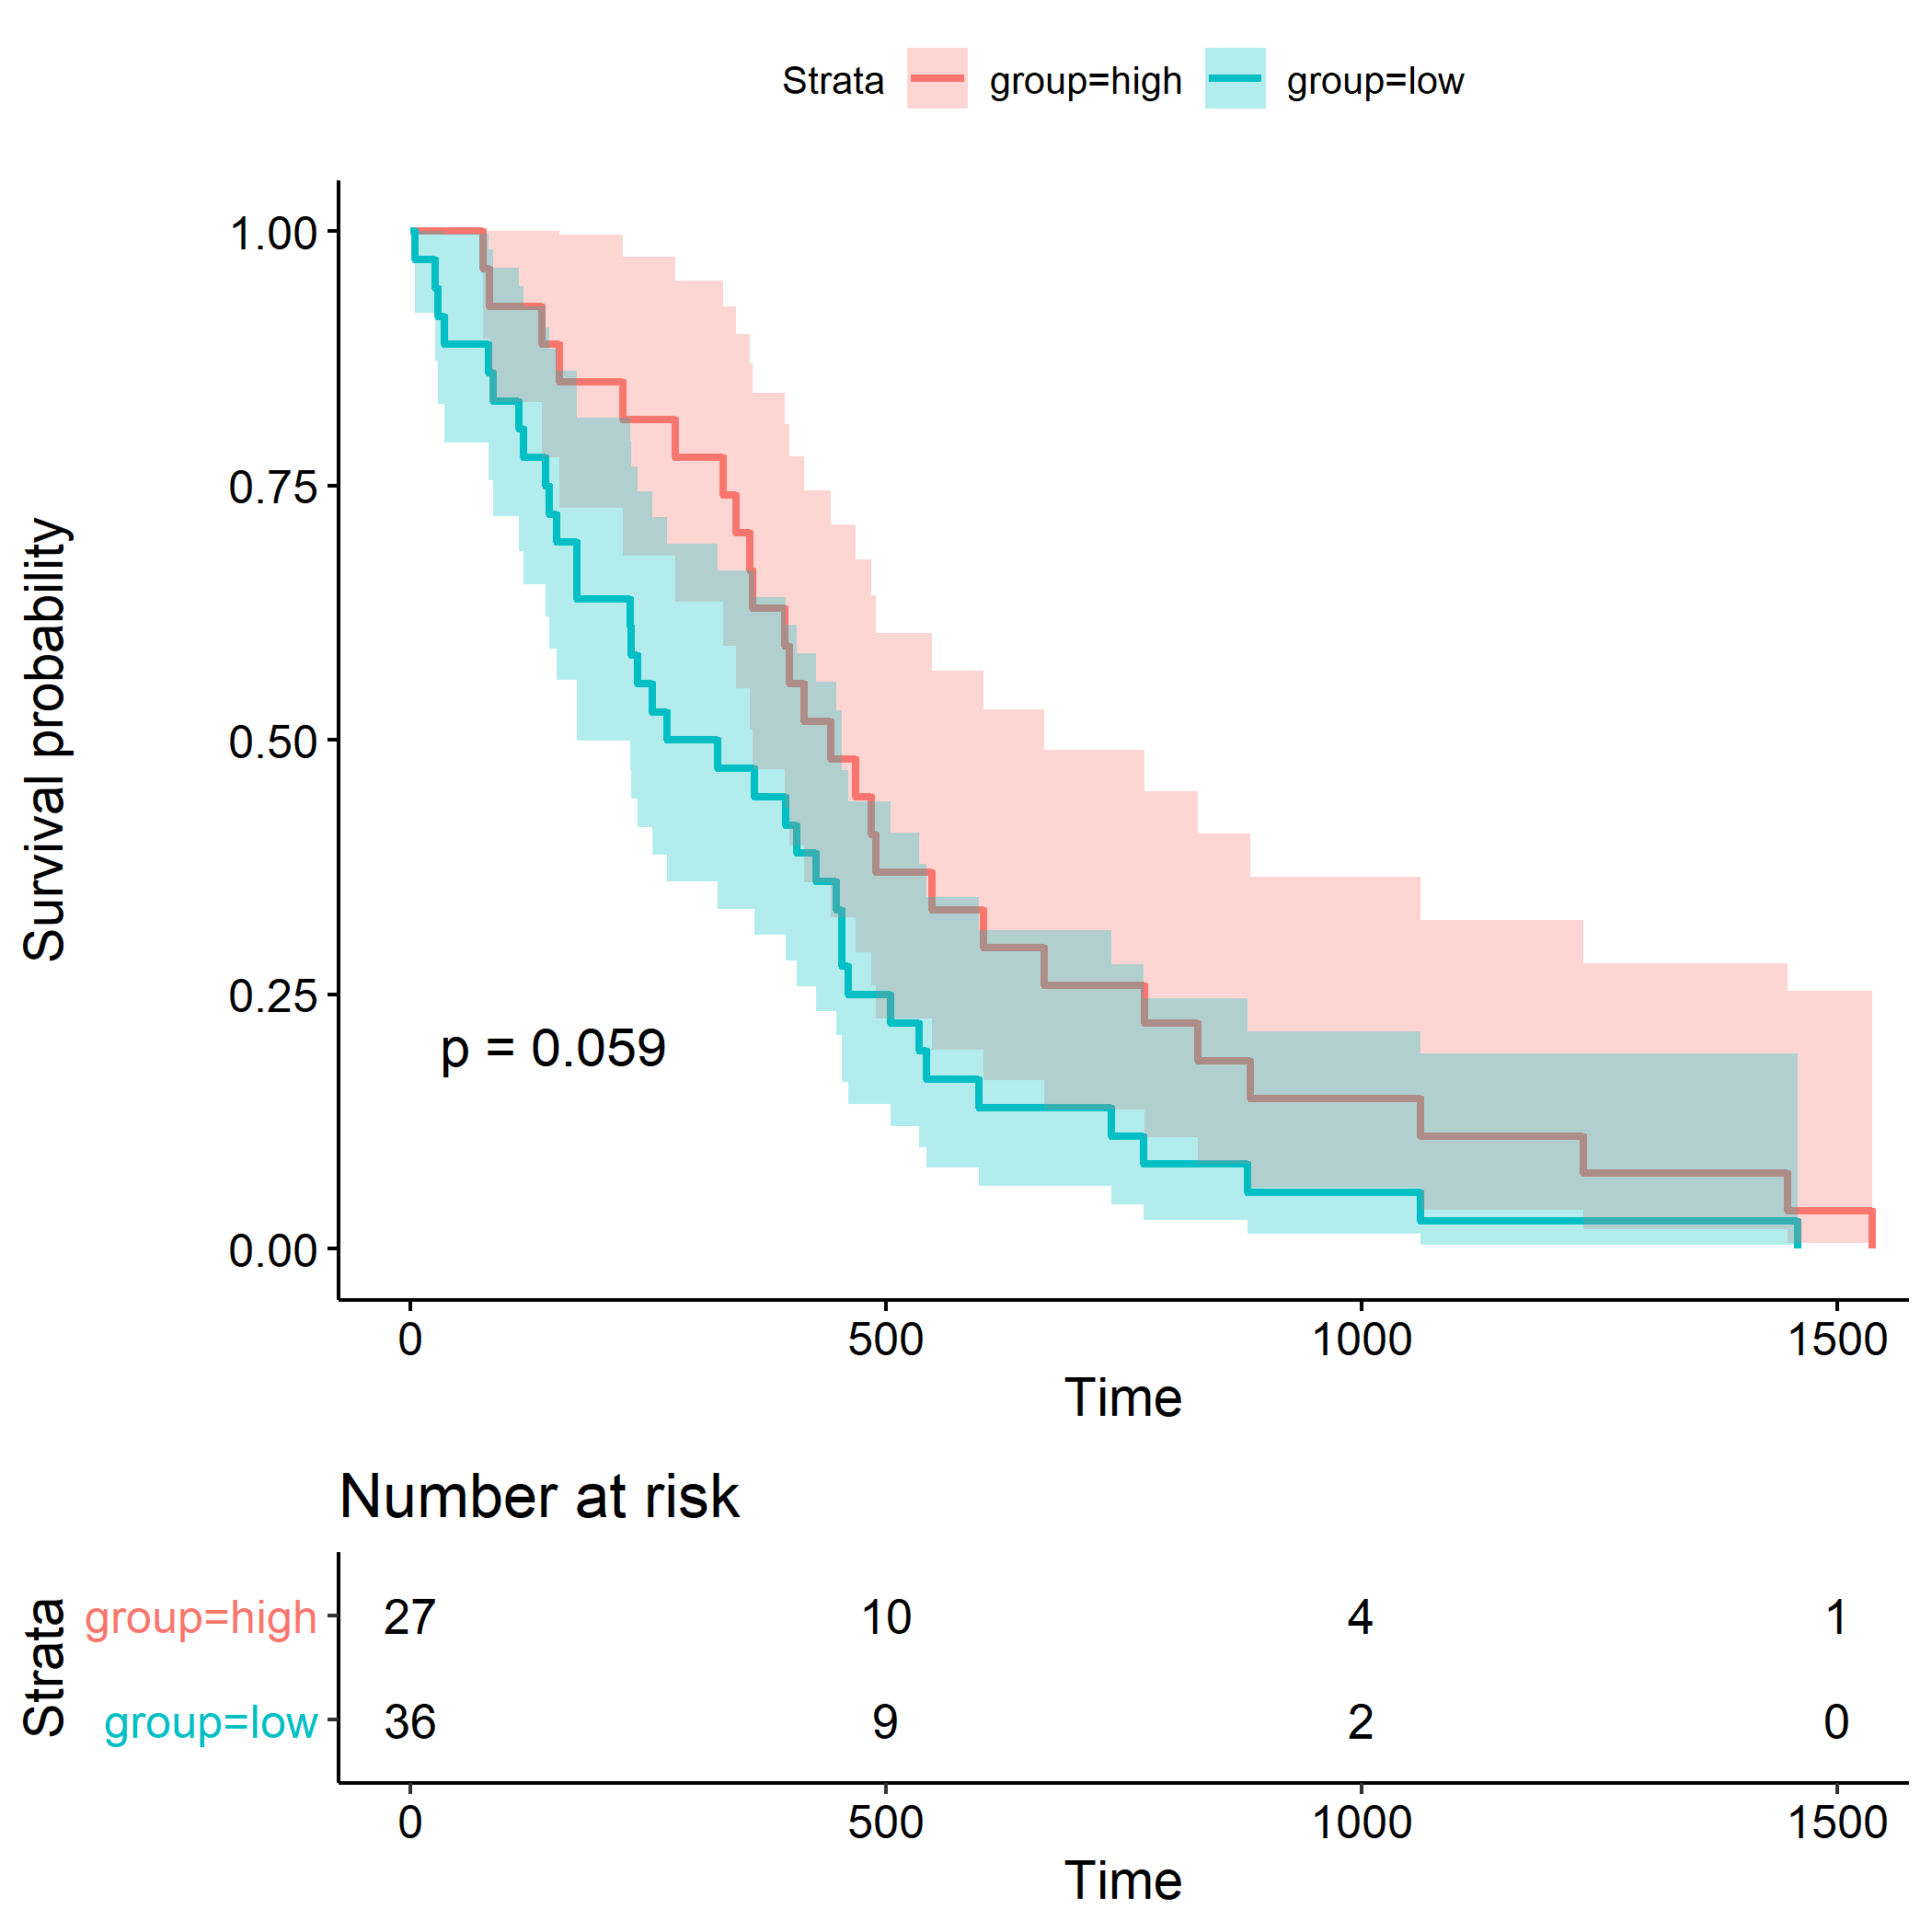 Strata group=high group=low
1.00
0.75
0.50
0.25
0.00
Survival probability
p = 0.059
0 500 1000 1500
Time
Number at risk
Strata
group=high 27 10 4 1
group=low 36 9 2 0
0 500 1000 1500
Time